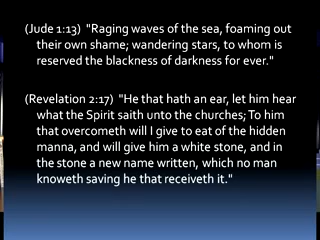 (Jude 1:13)  "Raging waves of the sea, foaming out
their own shame; wandering stars, to whom is
reserved the blackness of darkness for ever."
(Revelation 2:17)  "He that hath an ear, let him hear
what the Spirit saith unto the churches; To him
that overcometh will I give to eat of the hidden
manna, and will give him a white stone, and in
the stone a new name written, which no man
knoweth saving he that receiveth it."